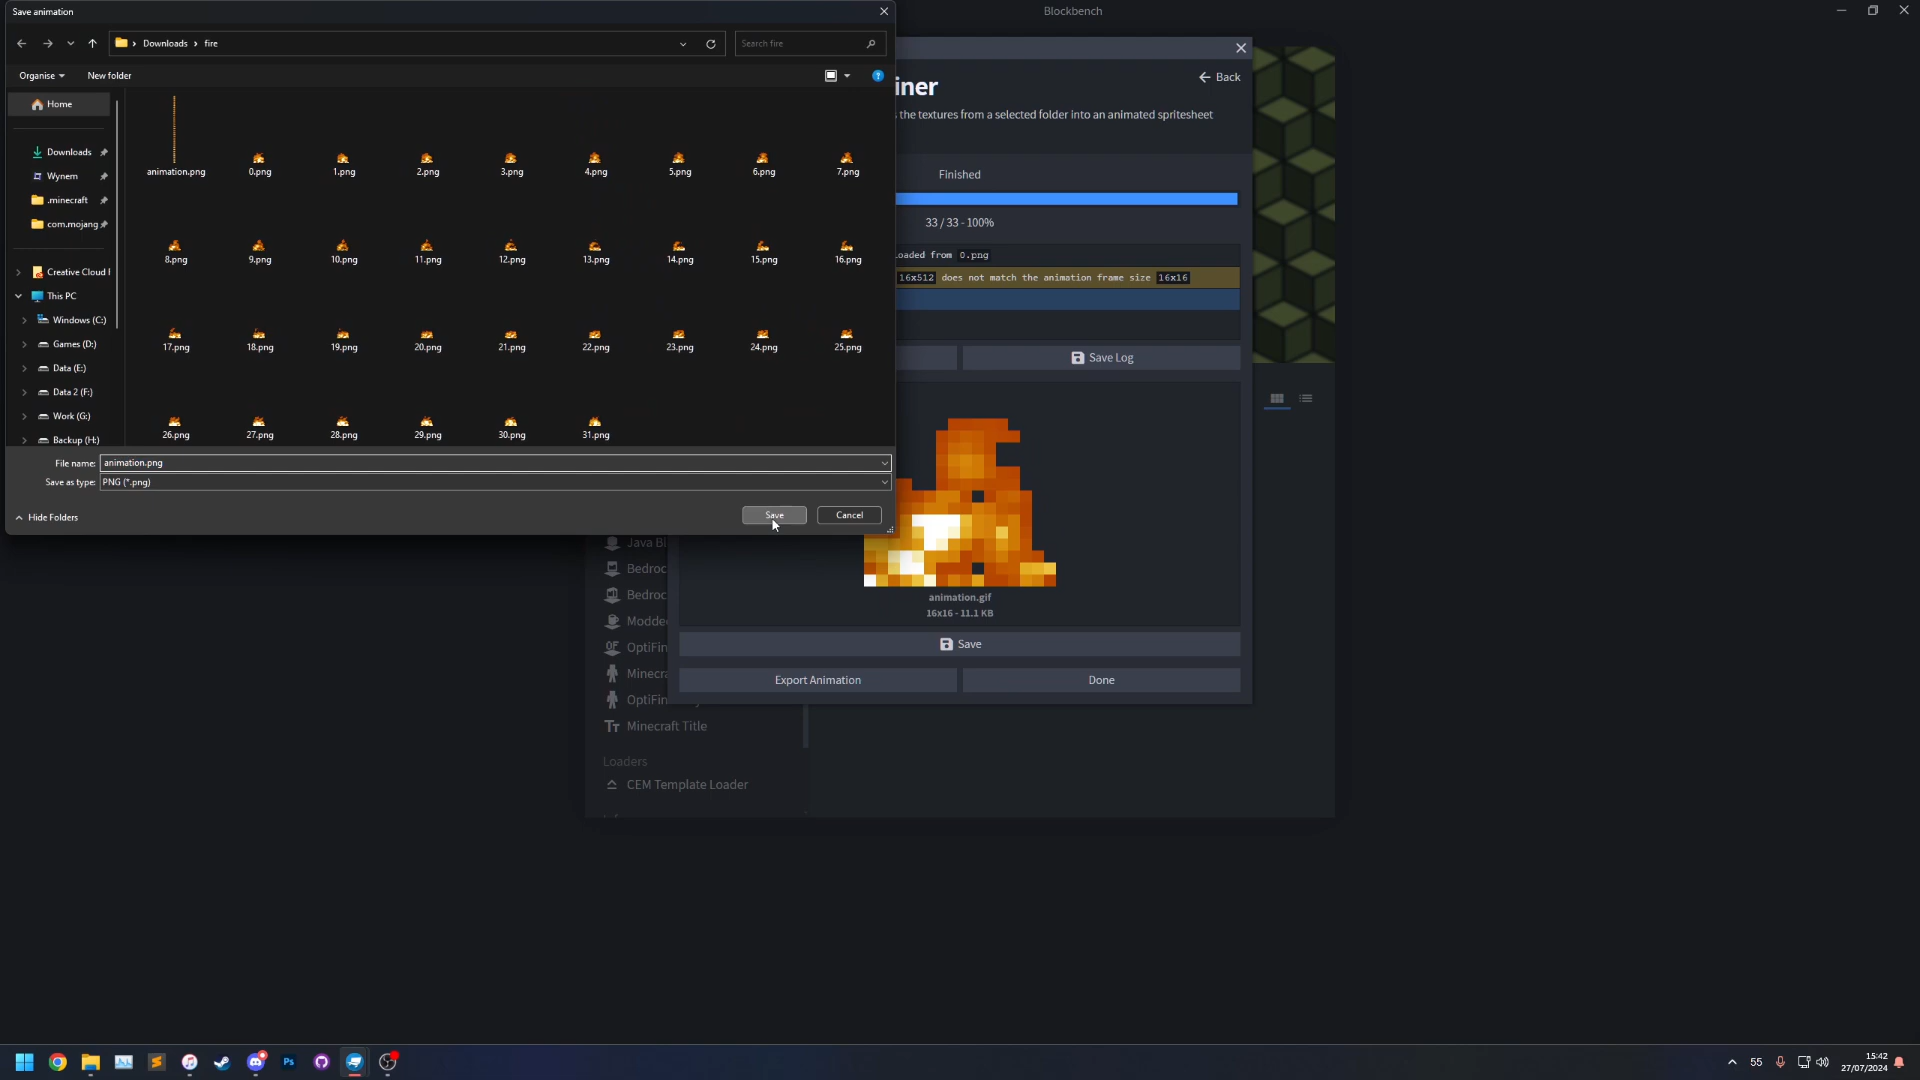 Save animation
Blockbench
Downloads › fire
Search fire
Organise
New folder
Home
Downloads
Wynem
.minecraft
com.mojang
Creative Cloud F
This PC
Windows (C:)
Games (D:)
Data (E:)
Data 2 (F:)
Work (G:)
Backup (H:)
animation.png
0.png
1.png
2.png
3.png
4.png
5.png
6.png
7.png
8.png
9.png
10.png
11.png
12.png
13.png
14.png
15.png
16.png
17.png
18.png
19.png
20.png
21.png
22.png
23.png
24.png
25.png
26.png
27.png
28.png
29.png
30.png
31.png
File name: animation.png
Save as type: PNG (*.png)
Hide Folders
Save
Cancel
iner
Back
the textures from a selected folder into an animated spritesheet
Finished
33 / 33 - 100%
oaded from 0.png
16x512 does not match the animation frame size 16x16
Save Log
animation.gif
16x16 - 11.1 KB
Save
Export Animation
Done
Java Bl
Bedroc
Bedroc
Modde
OF OptiFin
Minecra
OptiFin
Tт Minecraft Title
Loaders
CEM Template Loader
Ps
55
15:42
27/07/2024